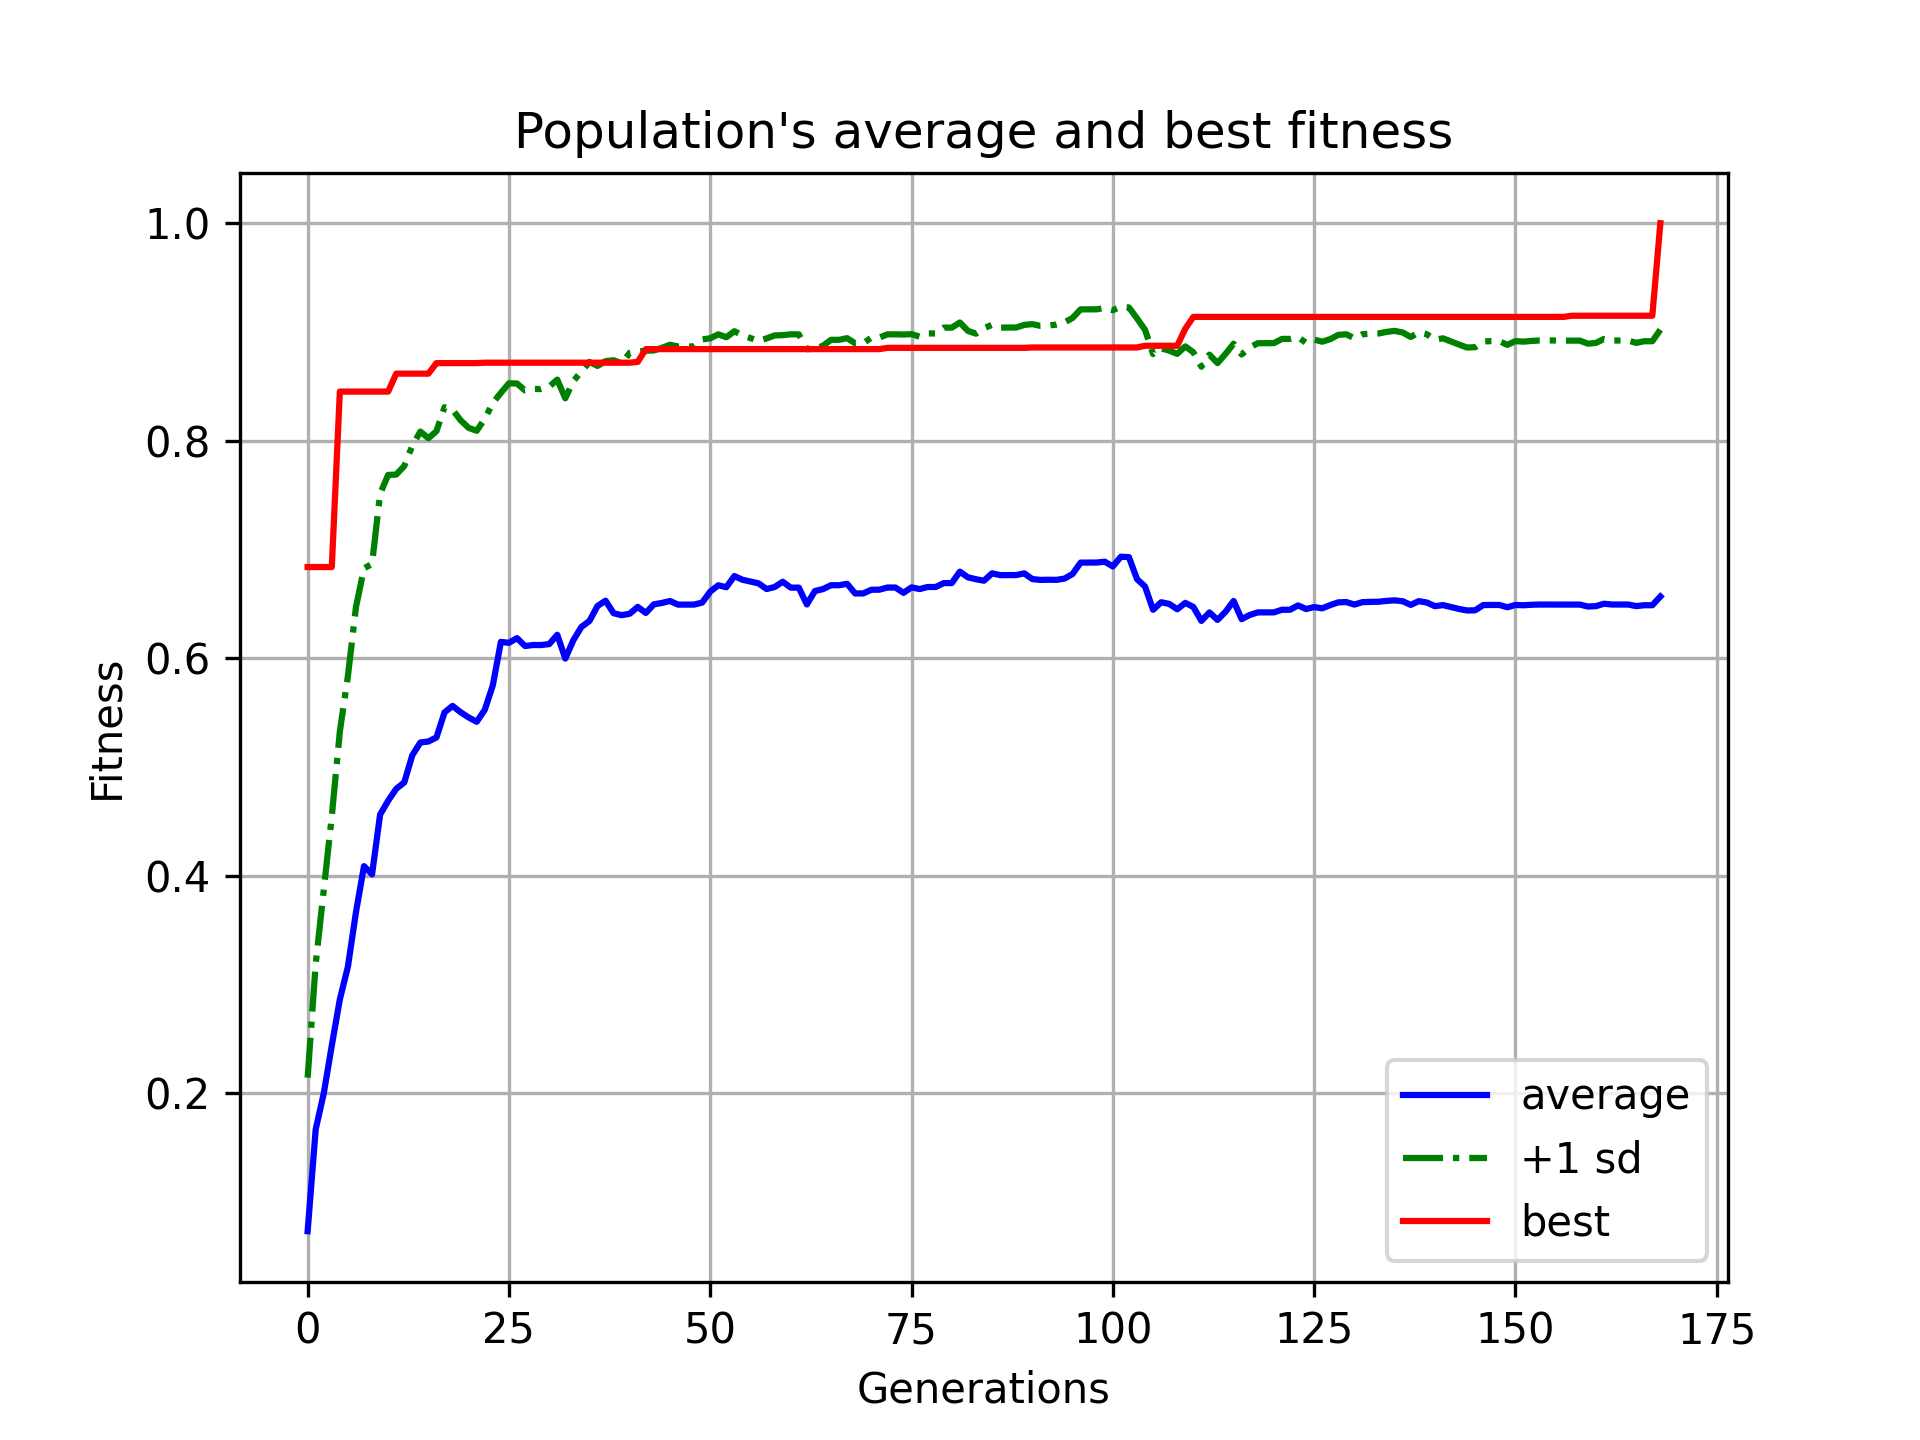 Population's average and best fitness
1.0
0.8
0.6
0.4
0.2
Fitness
average
+1 sd
best
0 25 50 75 100 125 150 175
Generations